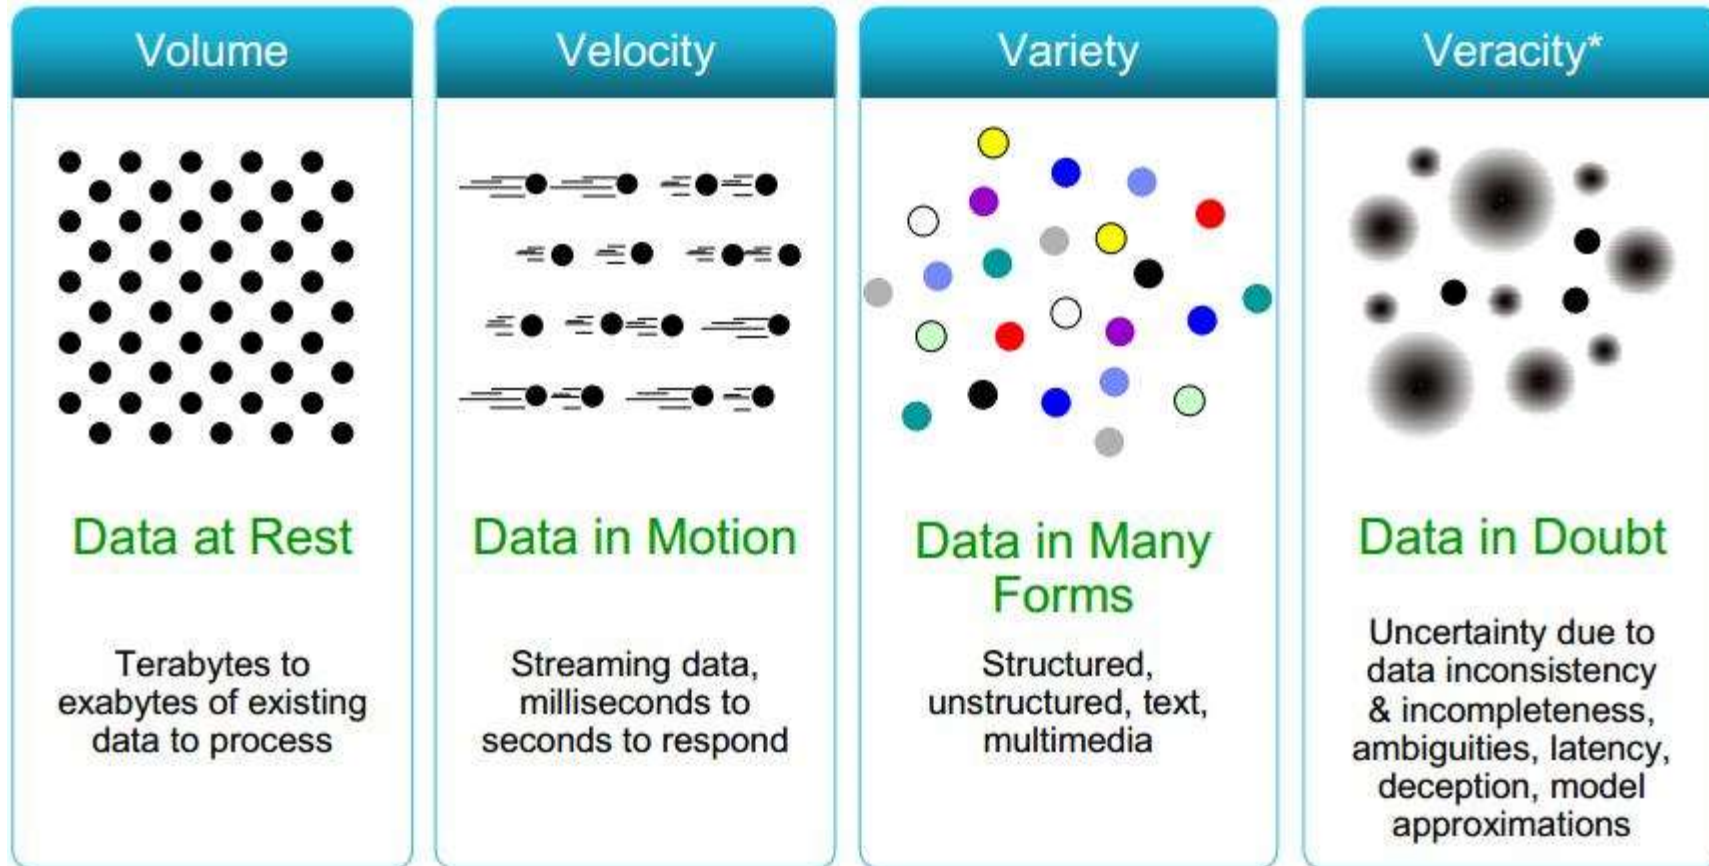 Volume
Data at Rest
Terabytes to
exabytes of existing
data to process
Velocity
Data in Motion
Streaming data,
milliseconds to
seconds to respond
Variety
Data in Many
Forms
Structured,
unstructured, text,
multimedia
Veracity*
Data in Doubt
Uncertainty due to
data inconsistency
& incompleteness,
ambiguities, latency,
deception, model
approximations